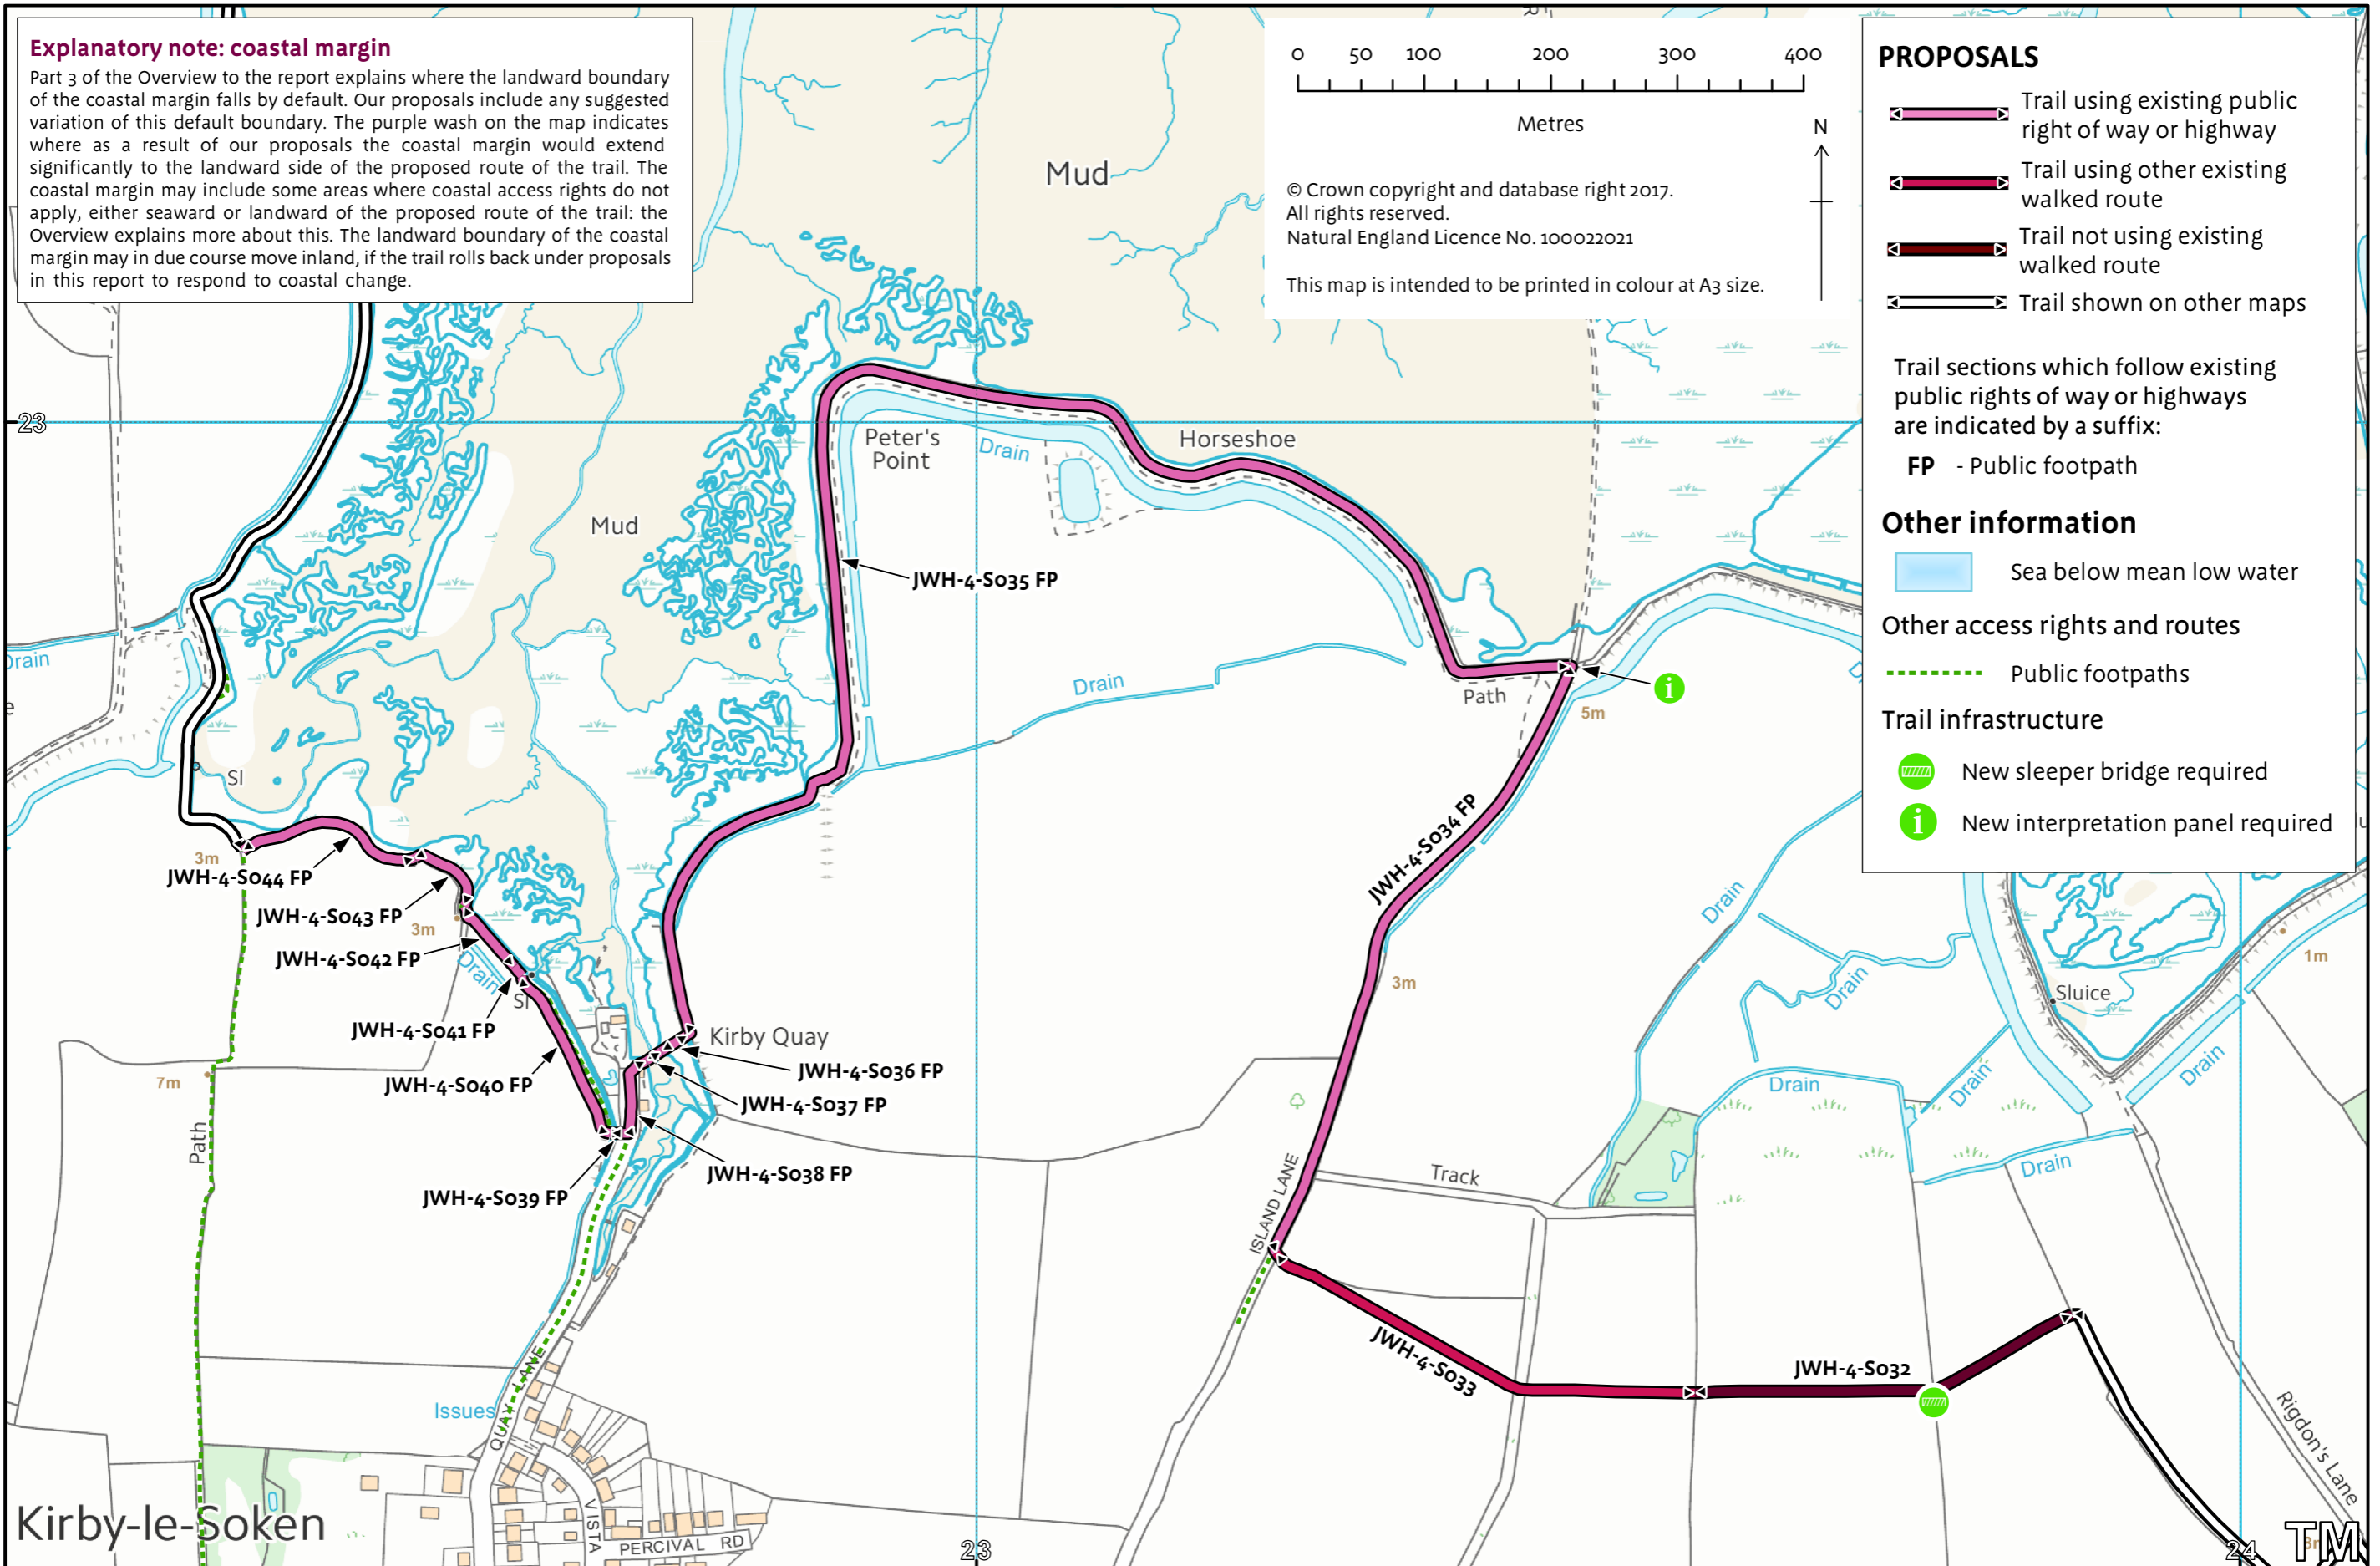 Explanatory note: coastal margin
Part 3 of the Overview to the report explains where the landward boundary
of the coastal margin falls by default. Our proposals include any suggested
variation of this default boundary. The purple wash on the map indicates
where as a result of our proposals the coastal margin would extend
significantly to the landward side of the proposed route of the trail. The
coastal margin may include some areas where coastal access rights do not
apply, either seaward or landward of the proposed route of the trail: the
Overview explains more about this. The landward boundary of the coastal
margin may in due course move inland, if the trail rolls back under proposals
in this report to respond to coastal change.
0 50 100 200 300 400
Metres
N
© Crown copyright and database right 2017.
All rights reserved.
Natural England Licence No. 100022021
This map is intended to be printed in colour at A3 size.
PROPOSALS
Trail using existing public
right of way or highway
Trail using other existing
walked route
Trail not using existing
walked route
Trail shown on other maps
Trail sections which follow existing
public rights of way or highways
are indicated by a suffix:
FP - Public footpath
Other information
Sea below mean low water
Other access rights and routes
Public footpaths
Trail infrastructure
New sleeper bridge required
i New interpretation panel required
Mud
23
Peter's
Point
Drain
Horseshoe
Mud
JWH-4-S035 FP
Drain
Drain
Path
i
5m
Sl
JWH-4-S034 FP
3m
JWH-4-S044 FP
JWH-4-S043 FP
3m
JWH-4-S042 FP
Drain
Sl
JWH-4-S041 FP
JWH-4-S040 FP
Kirby Quay
JWH-4-S036 FP
JWH-4-S037 FP
JWH-4-S038 FP
JWH-4-S039 FP
7m
Path
3m
Drain
Drain
Sluice
1m
Drain
Drain
Drain
Drain
Track
ISLAND LANE
JWH-4-S033
JWH-4-S032
Rigdon's Lane
Issues
QUAY LANE
VISTA
PERCIVAL RD
Kirby-le-Soken
23
24
TM